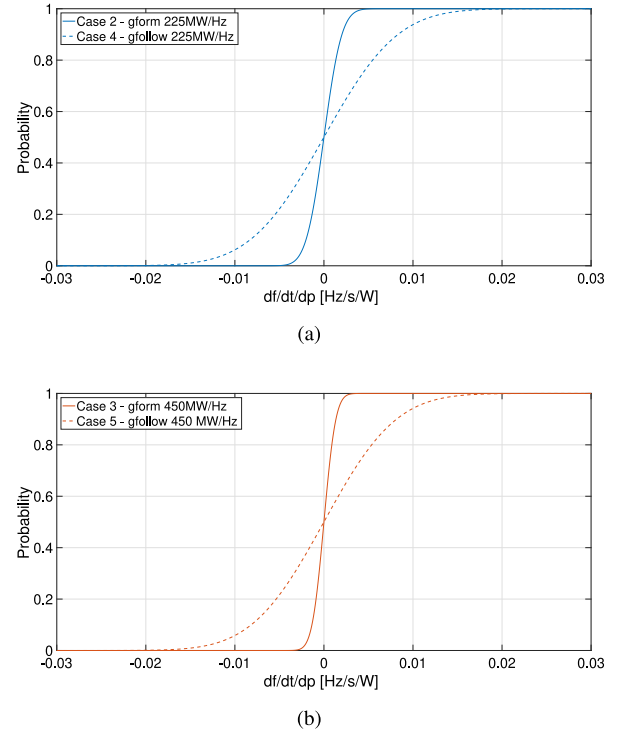 Case 2 - gform 225MW/Hz
Case 4 - gfollow 225MW/Hz
1
0.8
0.6
0.4
0.2
0
Probability
-0.03 -0.02 -0.01 0 0.01 0.02 0.03
df/dt/dp [Hz/s/W]
(a)
Case 3 - gform 450MW/Hz
Case 5 - gfollow 450 MW/Hz
1
0.8
0.6
0.4
0.2
0
Probability
-0.03 -0.02 -0.01 0 0.01 0.02 0.03
df/dt/dp [Hz/s/W]
(b)